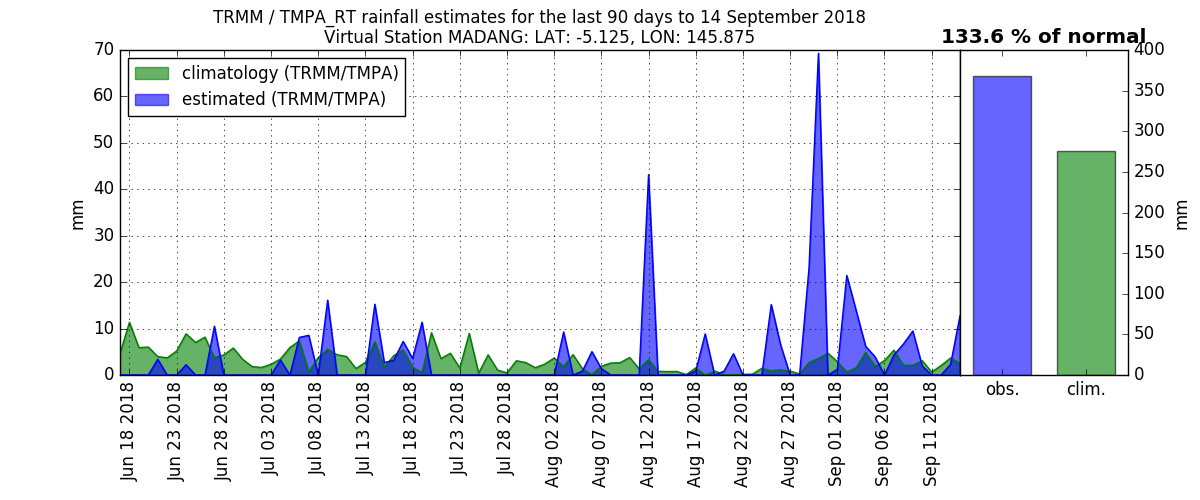 TRMM / TMPA_RT rainfall estimates for the last 90 days to 14 September 2018
Virtual Station MADANG: LAT: -5.125, LON: 145.875
133.6 % of normal
climatology (TRMM/TMPA)
estimated (TRMM/TMPA)
mm
70
60
50
40
30
20
10
0
Jun 18 2018
Jun 23 2018
Jun 28 2018
Jul 03 2018
Jul 08 2018
Jul 13 2018
Jul 18 2018
Jul 23 2018
Jul 28 2018
Aug 02 2018
Aug 07 2018
Aug 12 2018
Aug 17 2018
Aug 22 2018
Aug 27 2018
Sep 01 2018
Sep 06 2018
Sep 11 2018
400
350
300
250
200
150
100
50
0
mm
obs.
clim.